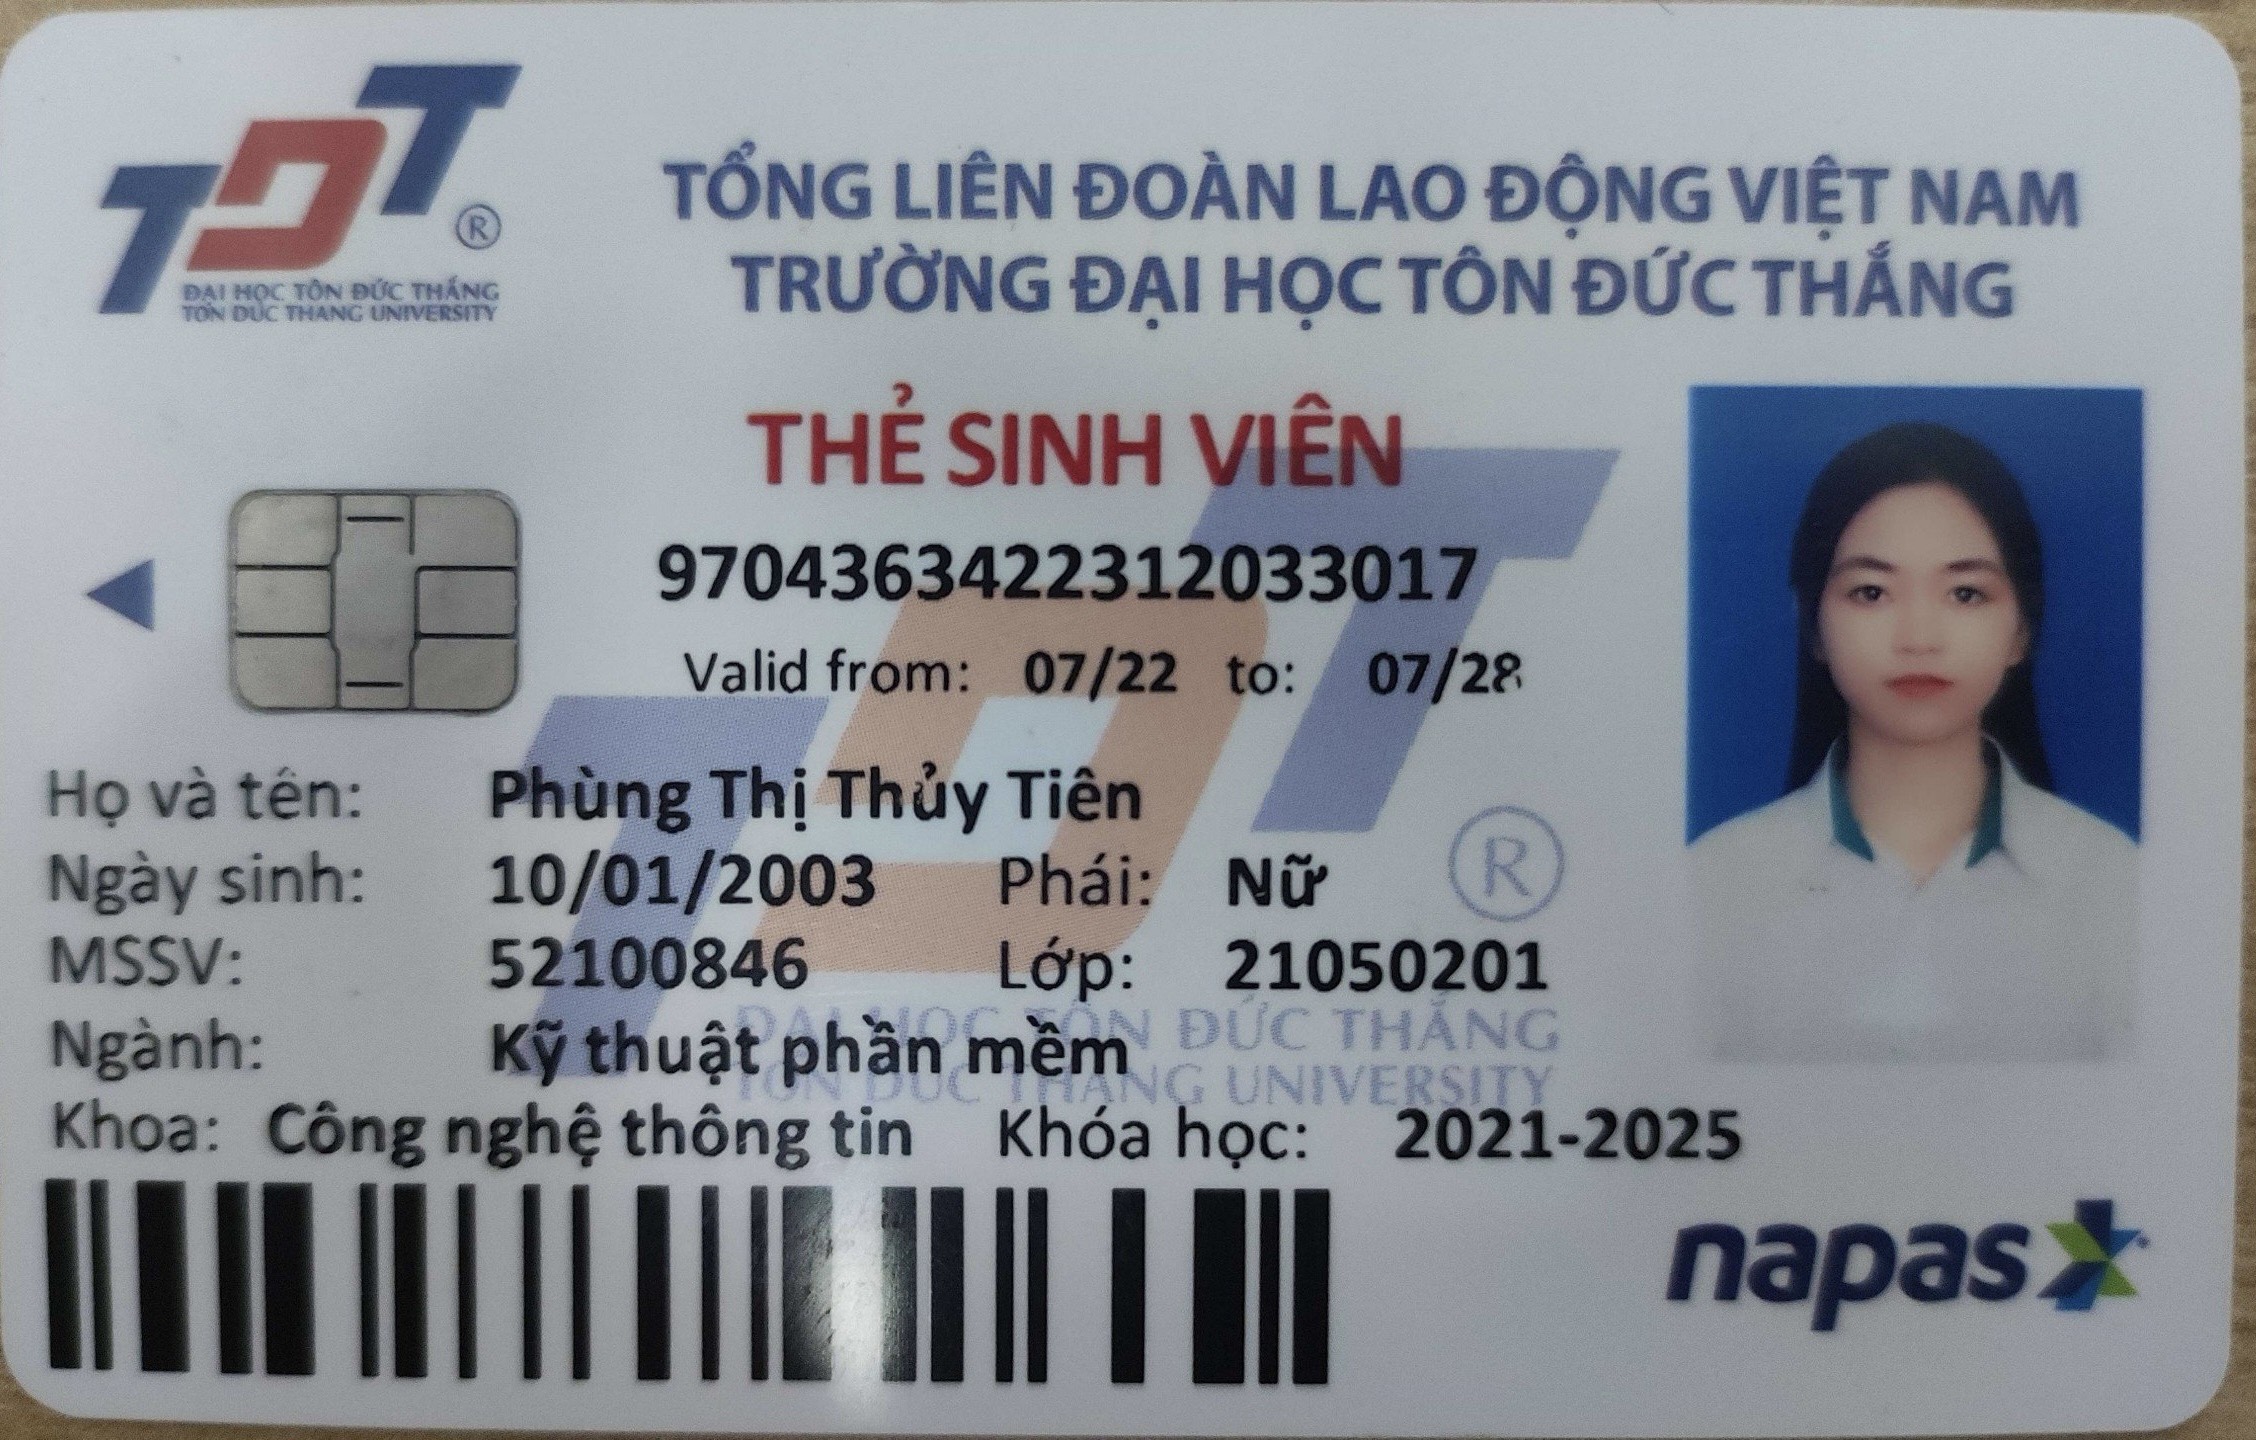 TDT ®
ĐẠI HỌC TÔN ĐỨC THẮNG
TON DUC THANG UNIVERSITY
TỔNG LIÊN ĐOÀN LAO ĐỘNG VIỆT NAM
TRƯỜNG ĐẠI HỌC TÔN ĐỨC THẮNG
THẺ SINH VIÊN
9704363422312033017
Valid from: 07/22 to: 07/28
Họ và tên: Phùng Thị Thủy Tiên
Ngày sinh: 10/01/2003 Phái: Nữ
MSSV: 52100846 Lớp: 21050201
Ngành: Kỹ thuật phần mềm
Khoa: Công nghệ thông tin Khóa học: 2021-2025
TDT ®
ĐẠI HỌC TÔN ĐỨC THẮNG
TON DUC THANG UNIVERSITY
napas